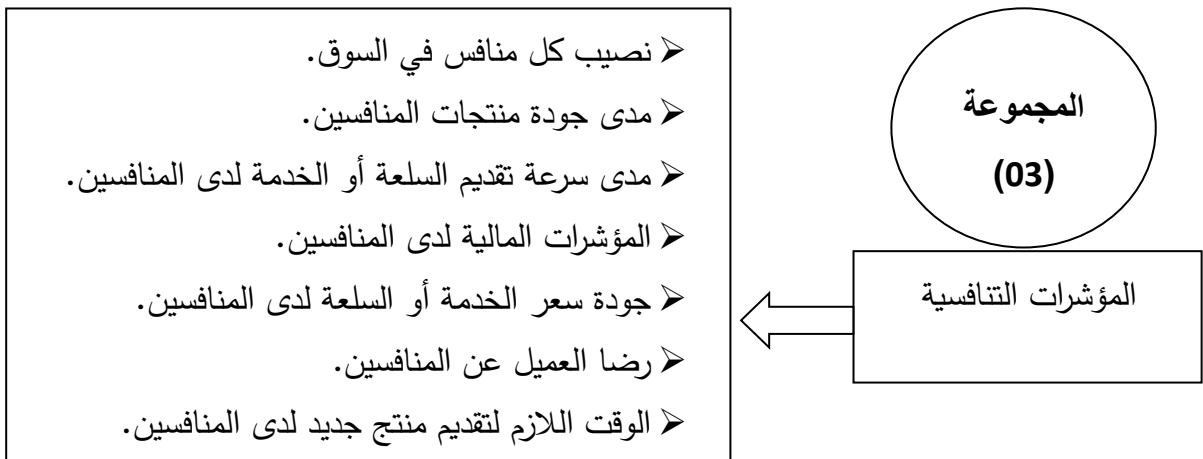 المجموعة
(03)
المؤشرات التنافسية
نصيب كل منافس في السوق.
مدى جودة منتجات المنافسين.
مدى سرعة تقديم السلعة أو الخدمة لدى المنافسين.
المؤشرات المالية لدى المنافسين.
جودة سعر الخدمة أو السلعة لدى المنافسين.
رضا العميل عن المنافسين.
الوقت اللازم لتقديم منتج جديد لدى المنافسين.